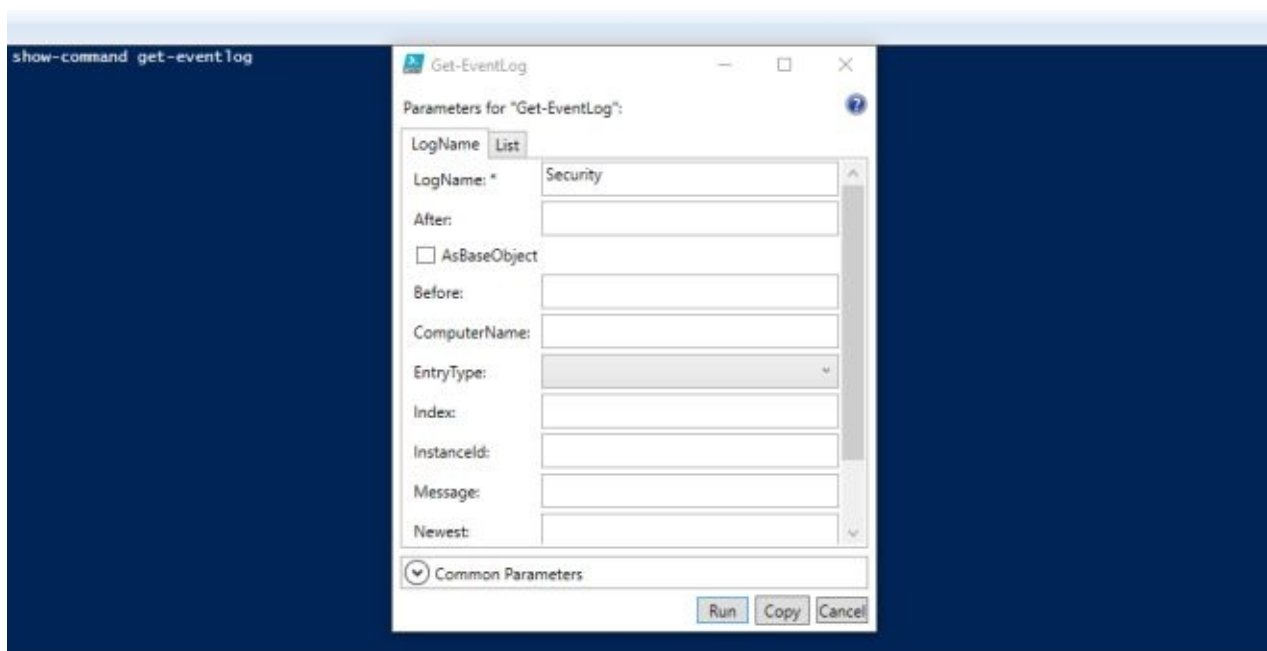 show-command get-eventlog
Get-EventLog
Parameters for "Get-EventLog":
LogName List
LogName: * Security
After:
AsBaseObject
Before:
ComputerName:
EntryType:
Index:
InstanceId:
Message:
Newest:
Common Parameters
Run Copy Cancel